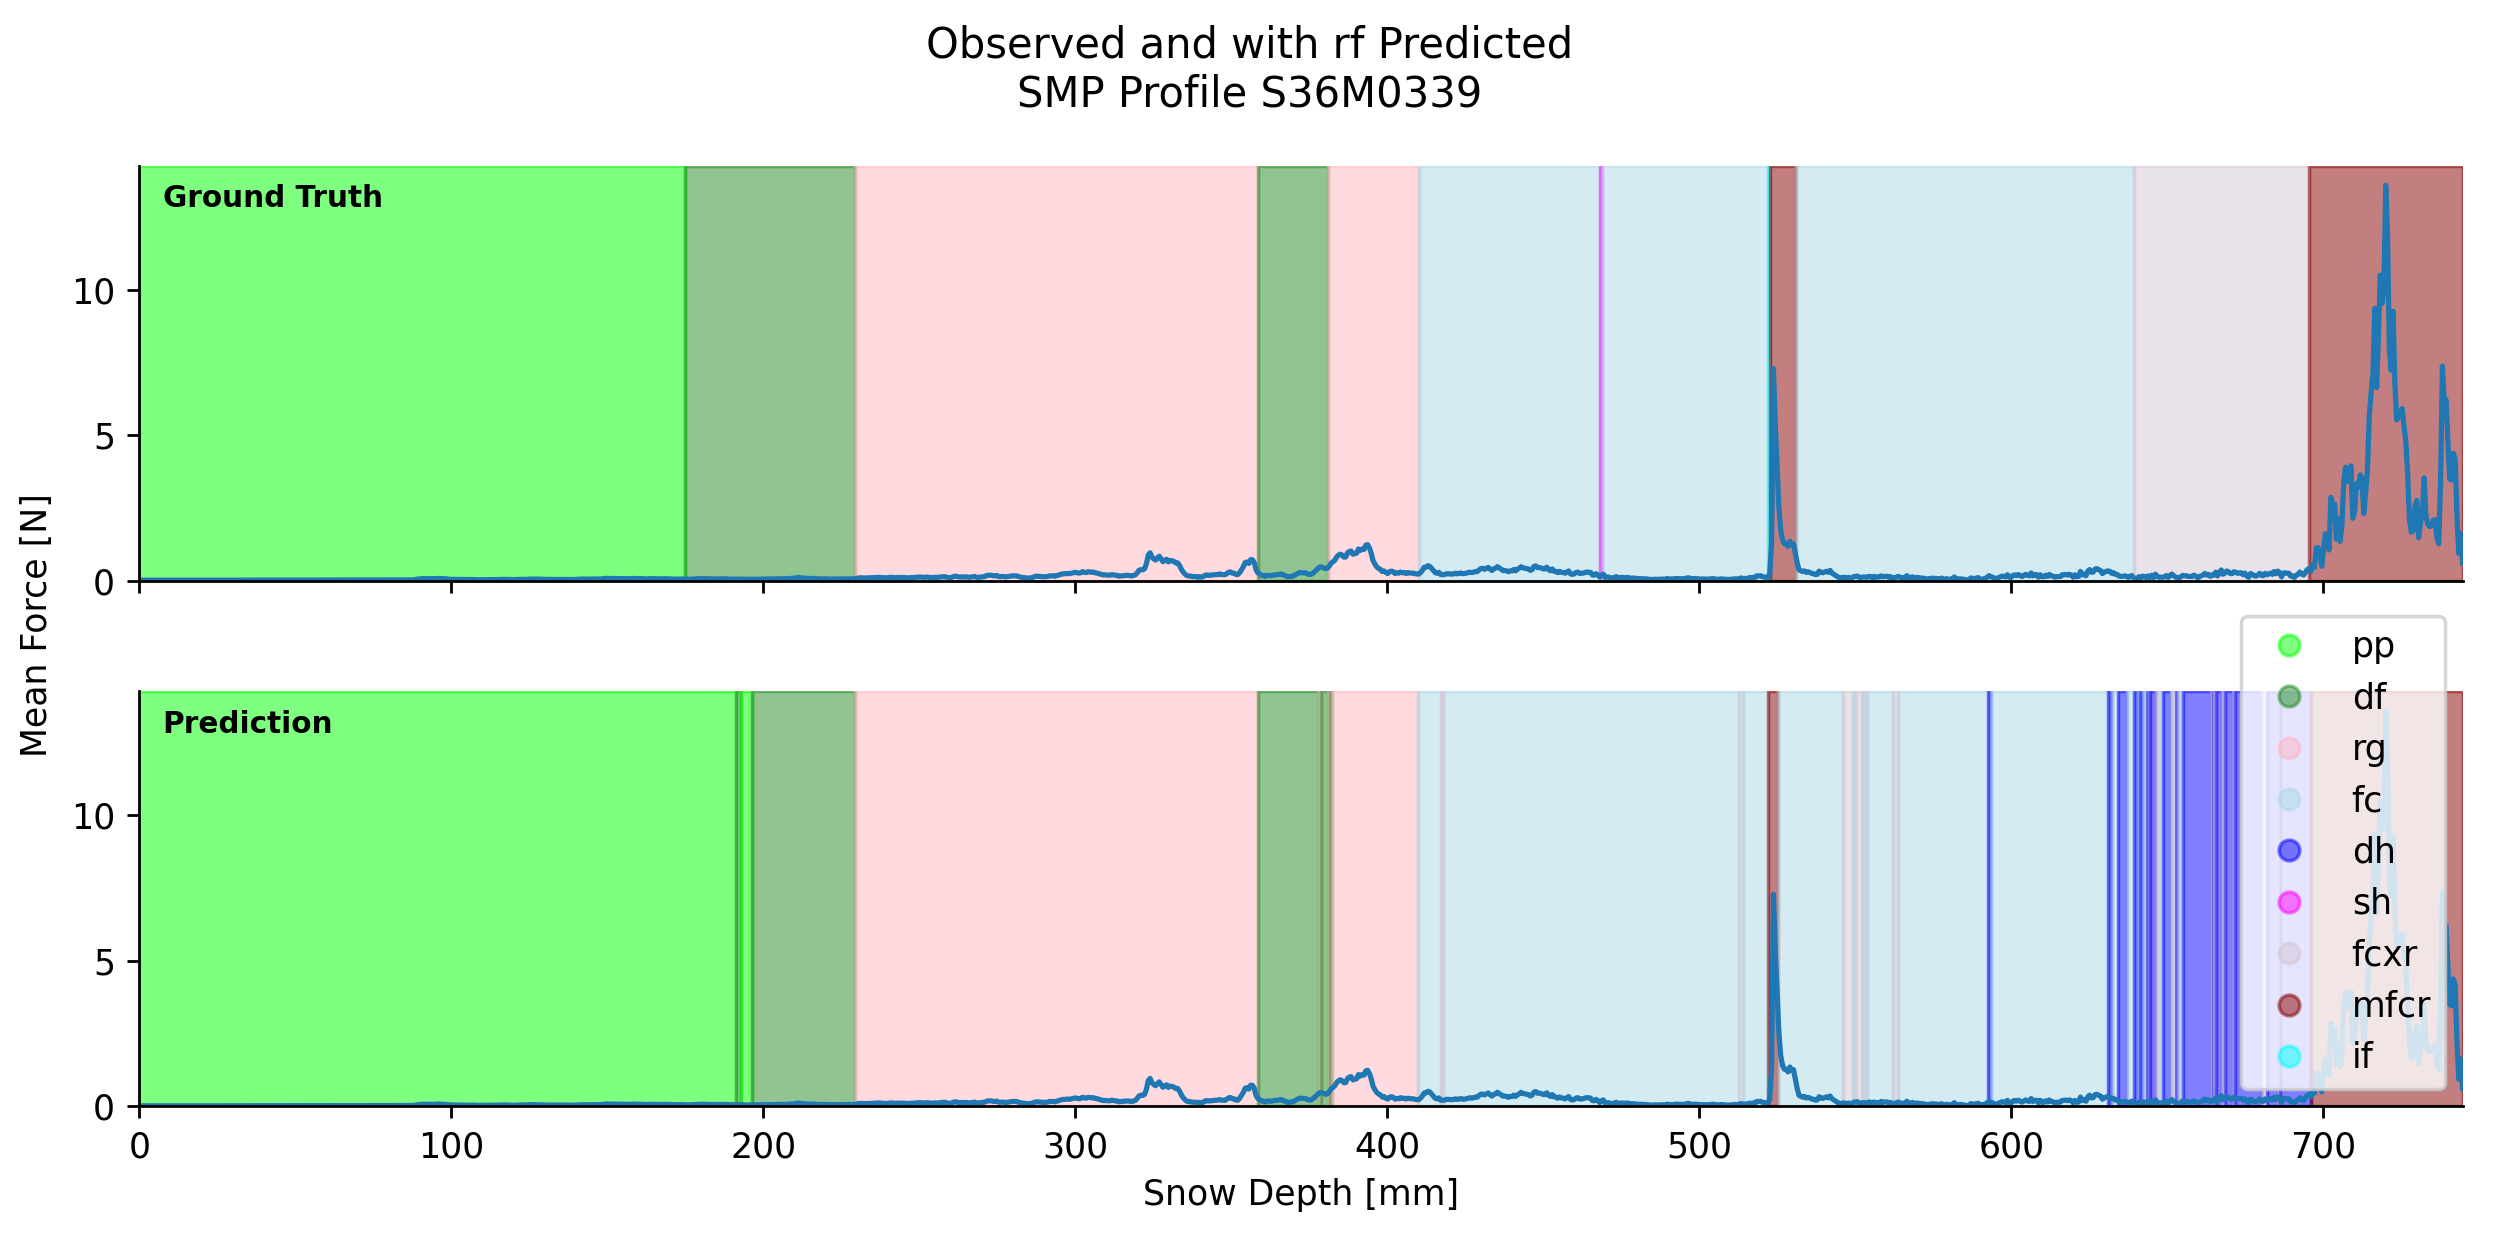 Observed and with rf Predicted
SMP Profile S36M0339
Mean Force [N]
Ground Truth
10
5
0
pp
df
rg
fc
dh
sh
fcxr
mfcr
if
Prediction
10
5
0
0 100 200 300 400 500 600 700
Snow Depth [mm]